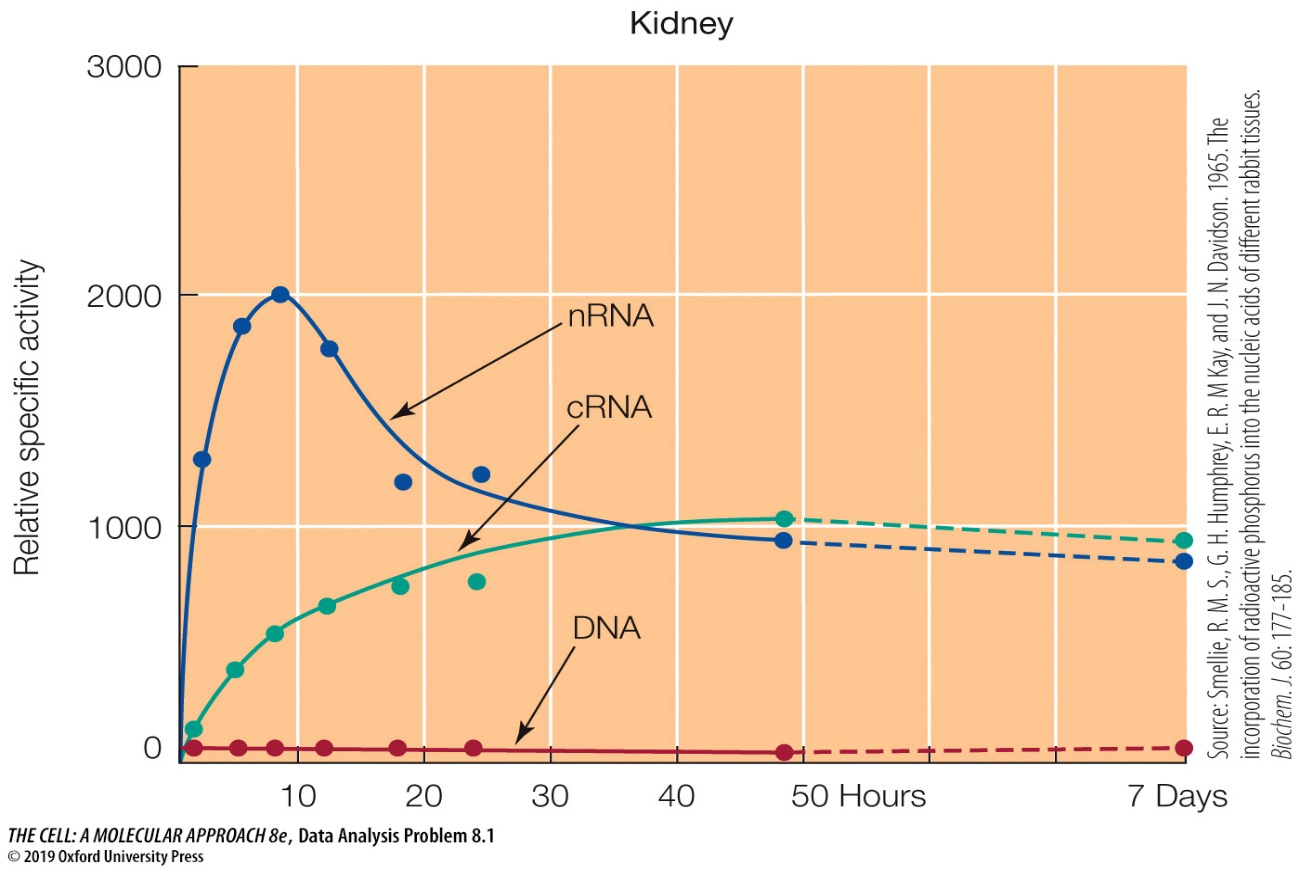 Kidney
3000
2000
1000
0
Relative specific activity
nRNA
cRNA
DNA
10 20 30 40 50 Hours 7 Days
Source: Smellie, R. M. S., G. H. Humphrey, E. R. M Kay, and J. N. Davidson. 1965. The
incorporation of radioactive phosphorus into the nucleic acids of different rabbit tissues.
Biochem. J. 60: 177–185.
THE CELL: A MOLECULAR APPROACH 8e, Data Analysis Problem 8.1
© 2019 Oxford University Press